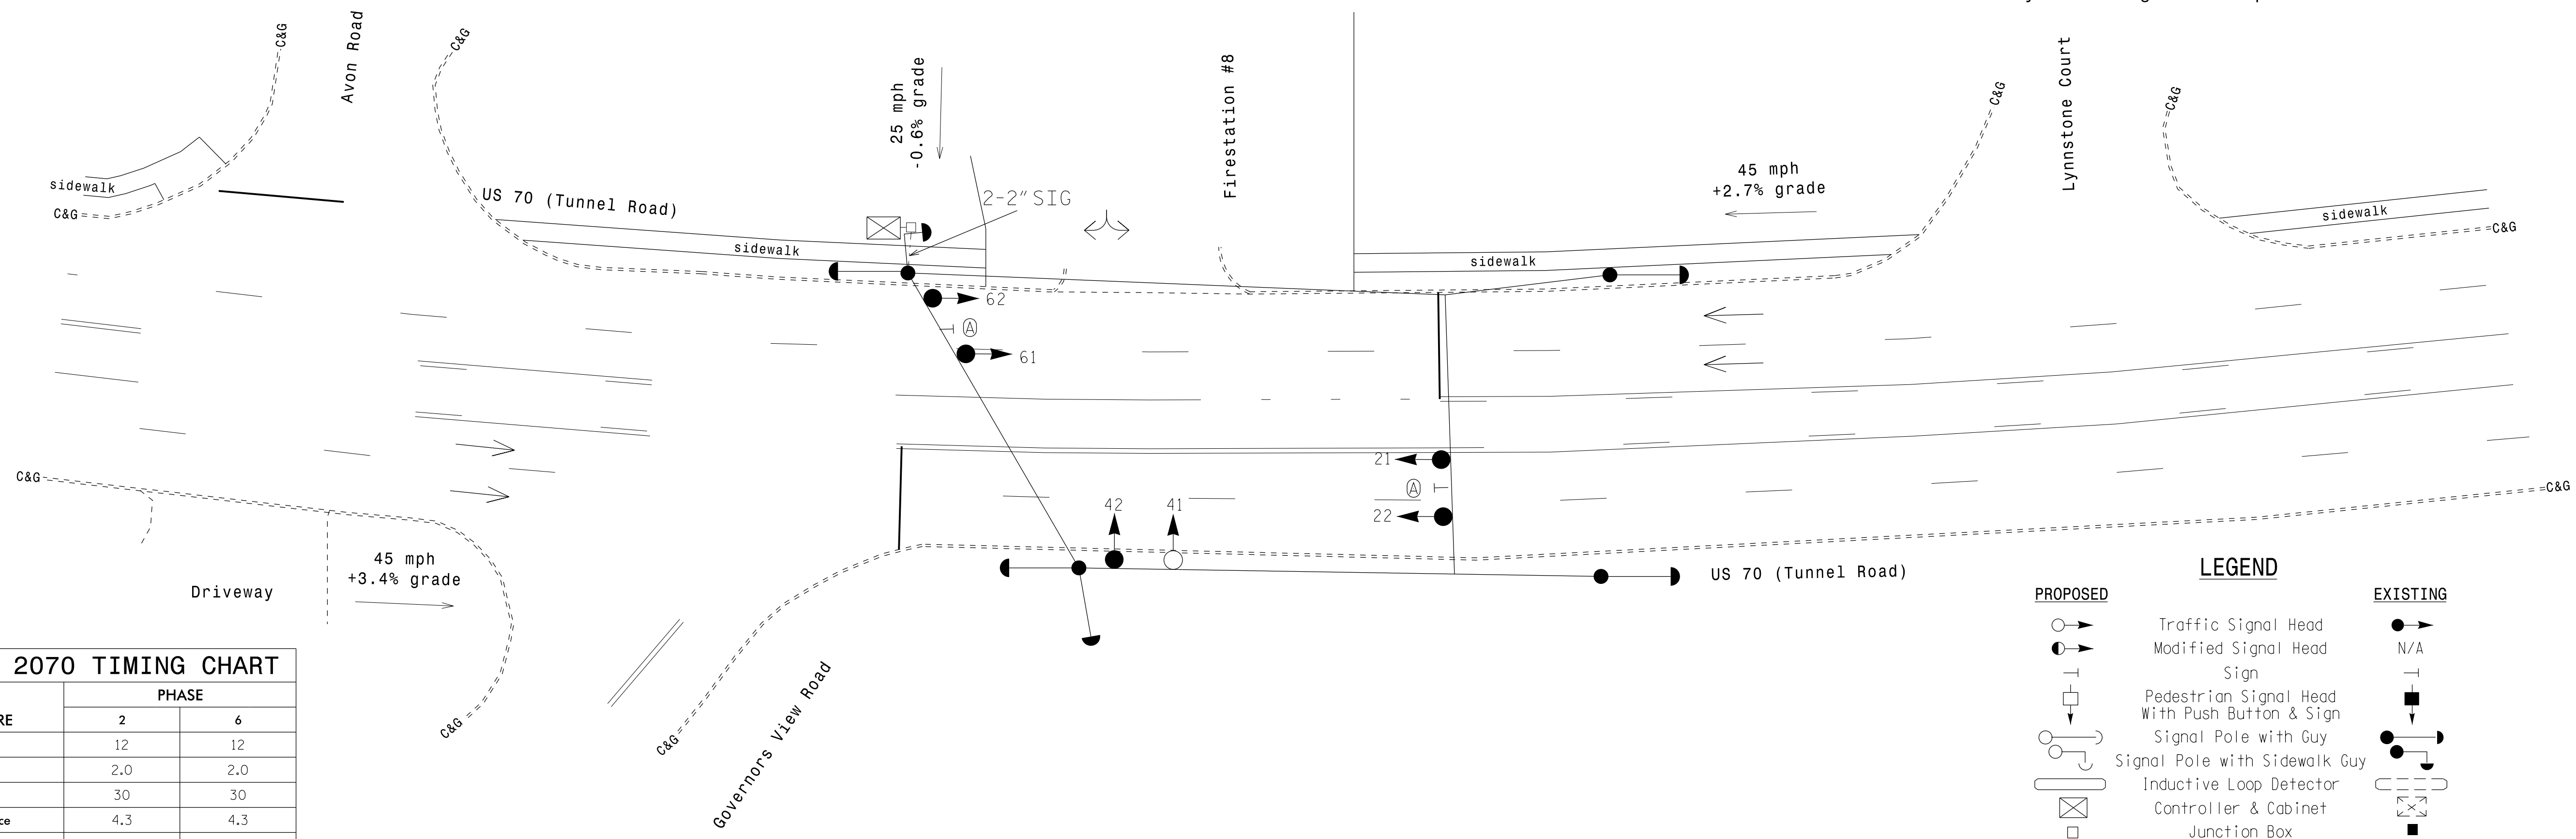 C&G
Avon Road
C&G
25 mph
-0.6% grade
Firestation #8
Lynnstone Court
C&G
C&G
sidewalk
C&G
US 70 (Tunnel Road)
2-2" SIG
45 mph
+2.7% grade
sidewalk
C&G
sidewalk
sidewalk
62
A
61
C&G
21
A
22
42
41
C&G
45 mph
+3.4% grade
Driveway
US 70 (Tunnel Road)
C&G
C&G
Governors View Road
2070 TIMING CHART
PHASE
2 6
12 12
2.0 2.0
30 30
4.3 4.3
LEGEND
PROPOSED EXISTING
Traffic Signal Head
Modified Signal Head N/A
Sign
Pedestrian Signal Head
With Push Button & Sign
Signal Pole with Guy
Signal Pole with Sidewalk Guy
Inductive Loop Detector
Controller & Cabinet
Junction Box